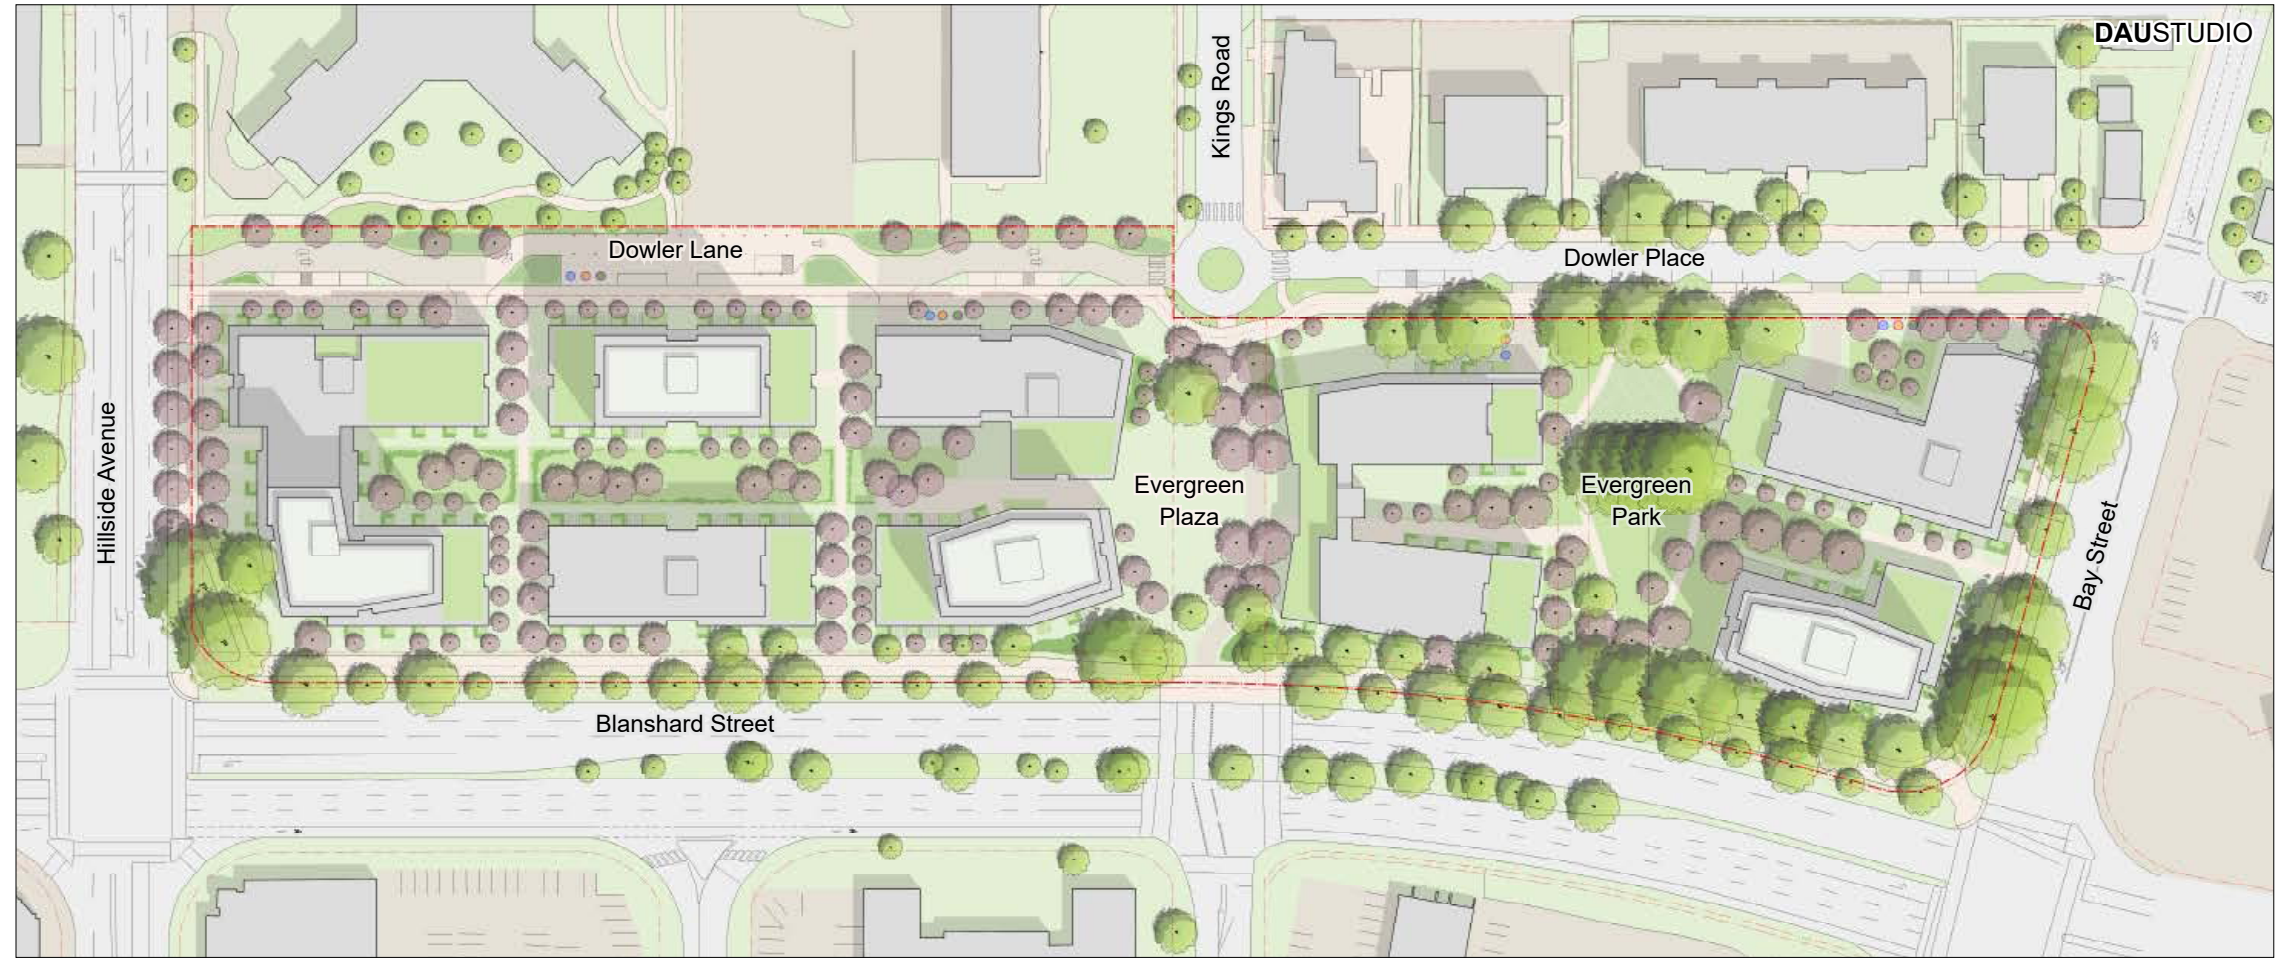 DAUSTUDIO
Kings Road
Dowler Lane
Dowler Place
Hillside Avenue
Evergreen
Plaza
Evergreen
Park
Bay Street
Blanshard Street